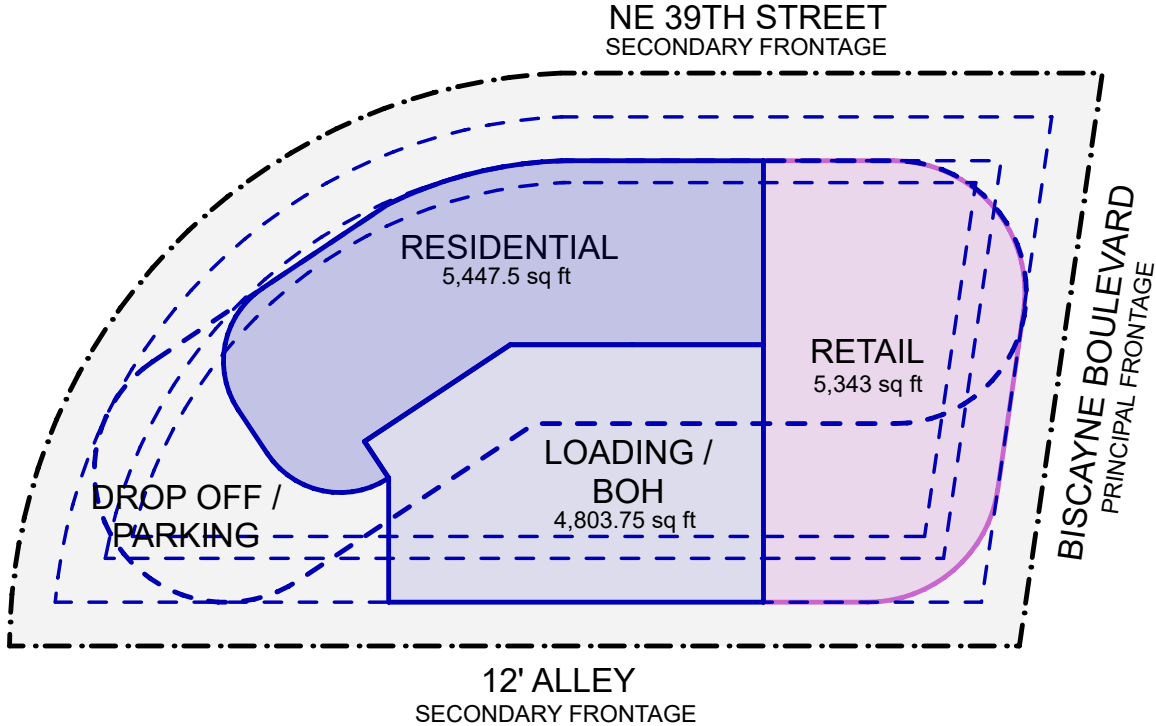 NE 39TH STREET
SECONDARY FRONTAGE
RESIDENTIAL
5,447.5 sq ft
RETAIL
5,343 sq ft
BISCAYNE BOULEVARD
PRINCIPAL FRONTAGE
LOADING /
BOH
4,803.75 sq ft
DROP OFF /
PARKING
12' ALLEY
SECONDARY FRONTAGE